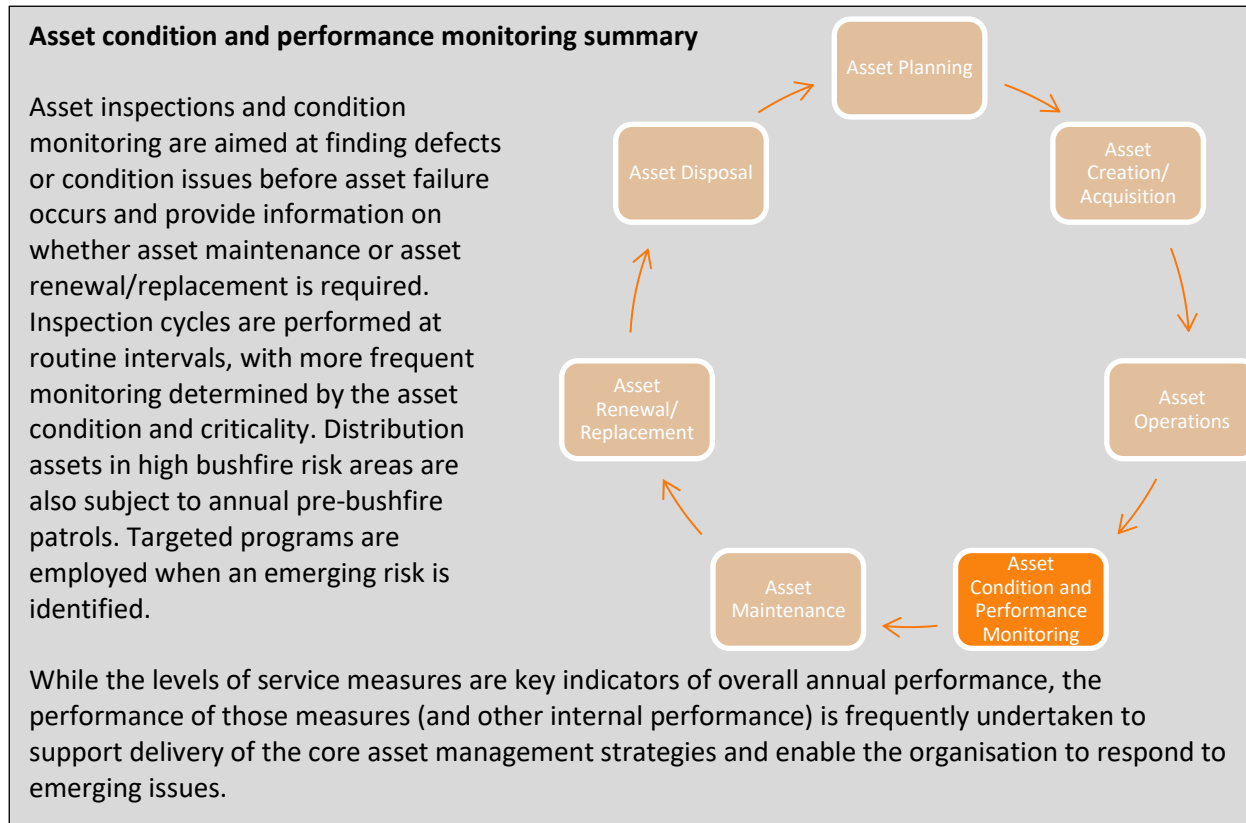 Asset condition and performance monitoring summary
Asset inspections and condition
monitoring are aimed at finding defects
or condition issues before asset failure
occurs and provide information on
whether asset maintenance or asset
renewal/replacement is required.
Inspection cycles are performed at
routine intervals, with more frequent
monitoring determined by the asset
condition and criticality. Distribution
assets in high bushfire risk areas are
also subject to annual pre-bushfire
patrols. Targeted programs are
employed when an emerging risk is
identified.
Asset Planning
Asset
Creation/
Acquisition
Asset
Operations
Asset
Condition and
Performance
Monitoring
Asset
Maintenance
Asset
Renewal/
Replacement
Asset Disposal
While the levels of service measures are key indicators of overall annual performance, the
performance of those measures (and other internal performance) is frequently undertaken to
support delivery of the core asset management strategies and enable the organisation to respond to
emerging issues.